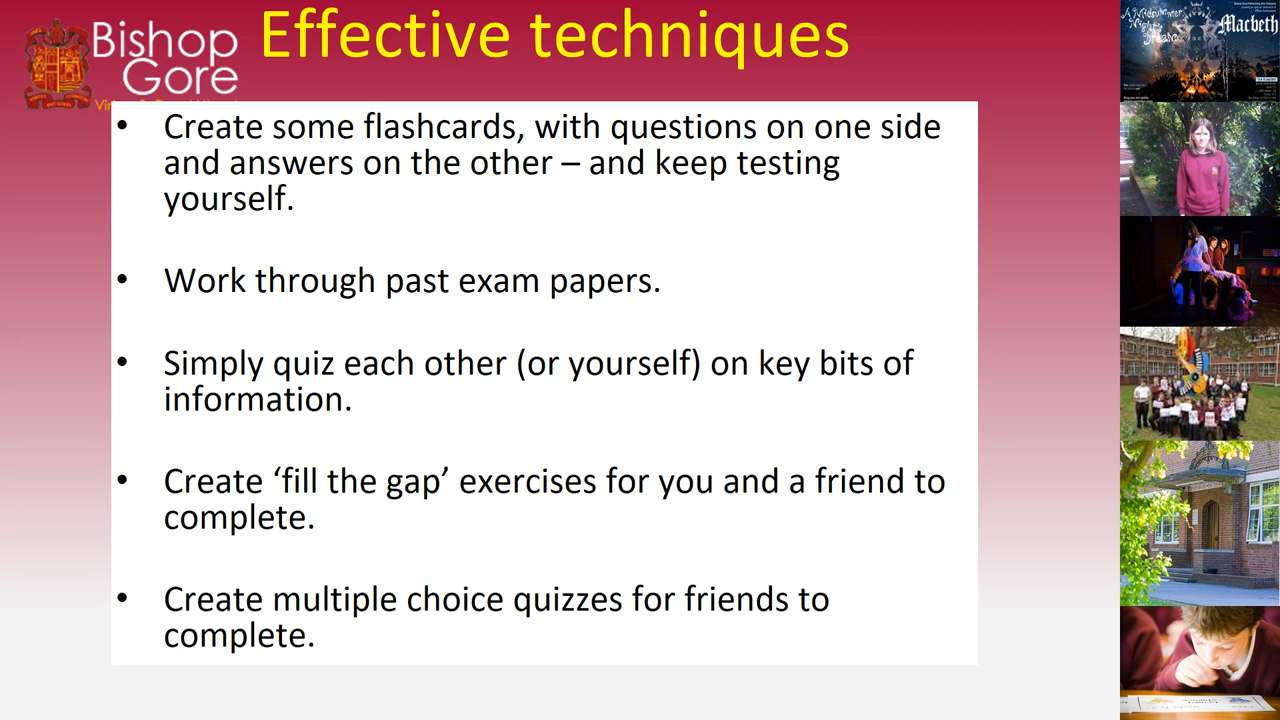 Bishop
Gore
Effective techniques
• Create some flashcards, with questions on one side
and answers on the other – and keep testing
yourself.
• Work through past exam papers.
• Simply quiz each other (or yourself) on key bits of
information.
• Create ‘fill the gap’ exercises for you and a friend to
complete.
• Create multiple choice quizzes for friends to
complete.
A Midsummer
Night's
Dream
Macbeth